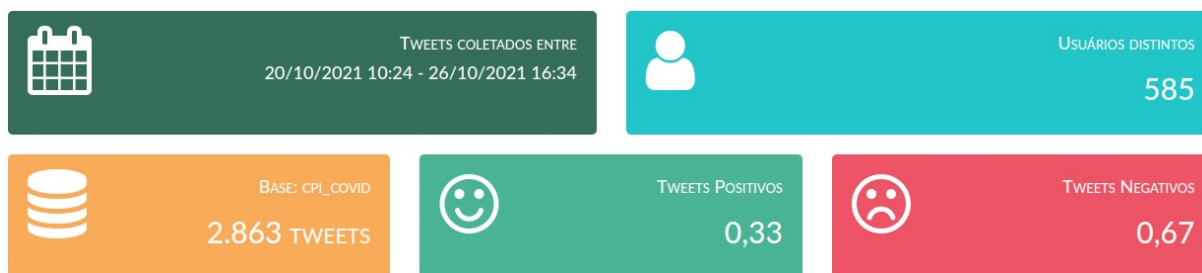 Tweets coletados entre
20/10/2021 10:24 - 26/10/2021 16:34
Usuários distintos
585
Base: cpi_covid
2.863 tweets
Tweets Positivos
0,33
Tweets Negativos
0,67